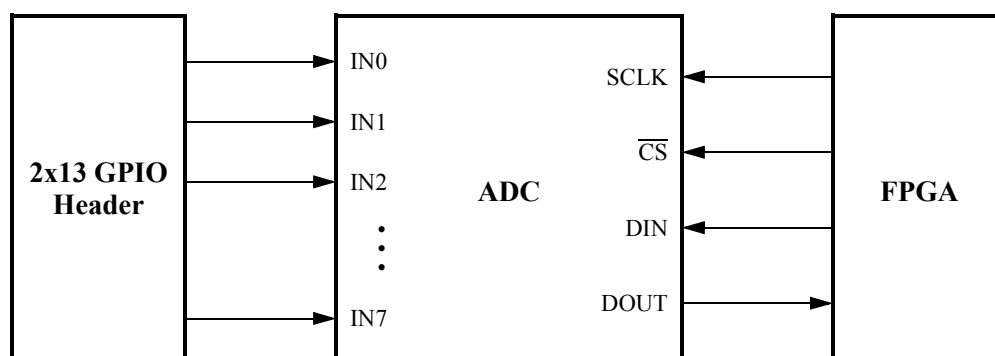 2x13 GPIO
Header
IN0
IN1
IN2
IN7
ADC
SCLK
CS
DIN
DOUT
FPGA